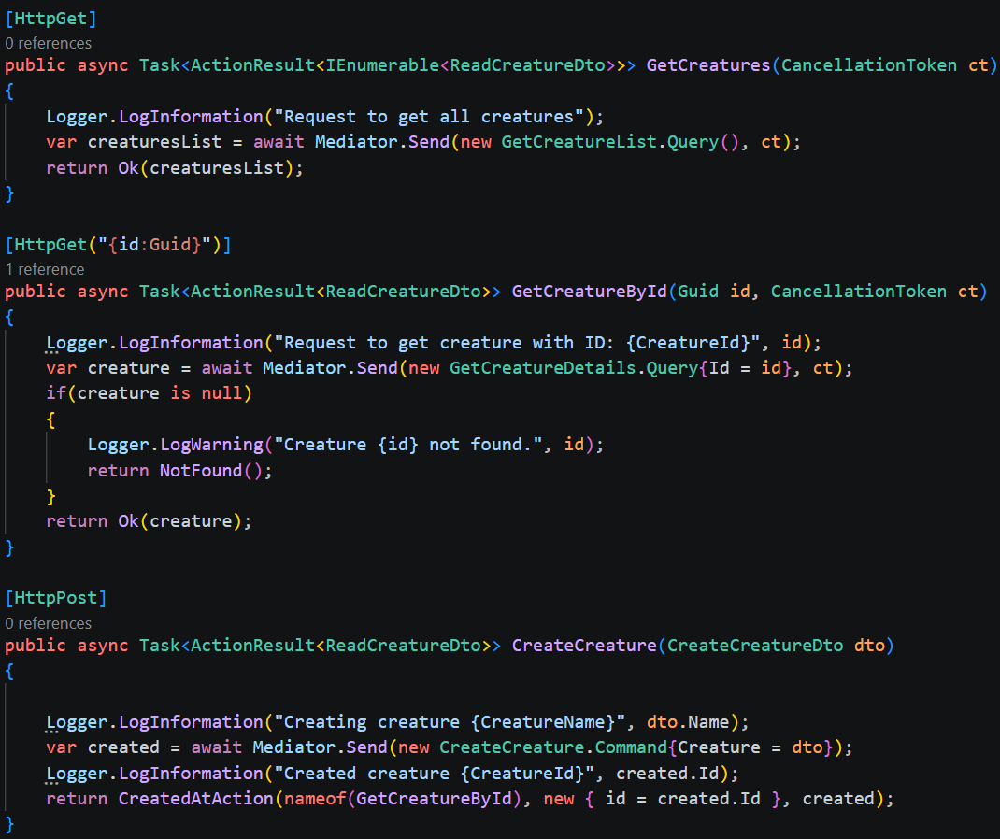 [HttpGet]
0 references
public async Task<ActionResult<IEnumerable<ReadCreatureDto>>> GetCreatures(CancellationToken ct)
{
    Logger.LogInformation("Request to get all creatures");
    var creaturesList = await Mediator.Send(new GetCreatureList.Query(), ct);
    return Ok(creaturesList);
}

[HttpGet("{id:Guid}")]
1 reference
public async Task<ActionResult<ReadCreatureDto>> GetCreatureById(Guid id, CancellationToken ct)
{
    Logger.LogInformation("Request to get creature with ID: {CreatureId}", id);
    var creature = await Mediator.Send(new GetCreatureDetails.Query{Id = id}, ct);
    if(creature is null)
    {
        Logger.LogWarning("Creature {id} not found.", id);
        return NotFound();
    }
    return Ok(creature);
}

[HttpPost]
0 references
public async Task<ActionResult<ReadCreatureDto>> CreateCreature(CreateCreatureDto dto)
{

    Logger.LogInformation("Creating creature {CreatureName}", dto.Name);
    var created = await Mediator.Send(new CreateCreature.Command{Creature = dto});
    Logger.LogInformation("Created creature {CreatureId}", created.Id);
    return CreatedAtAction(nameof(GetCreatureById), new { id = created.Id }, created);
}